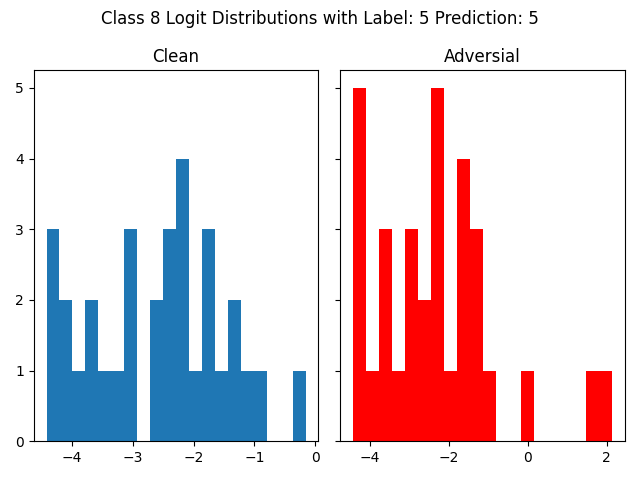 Class 8 Logit Distributions with Label: 5 Prediction: 5
Clean
Adversial
5
4
3
2
1
0
−4 −3 −2 −1 0
−4 −2 0 2